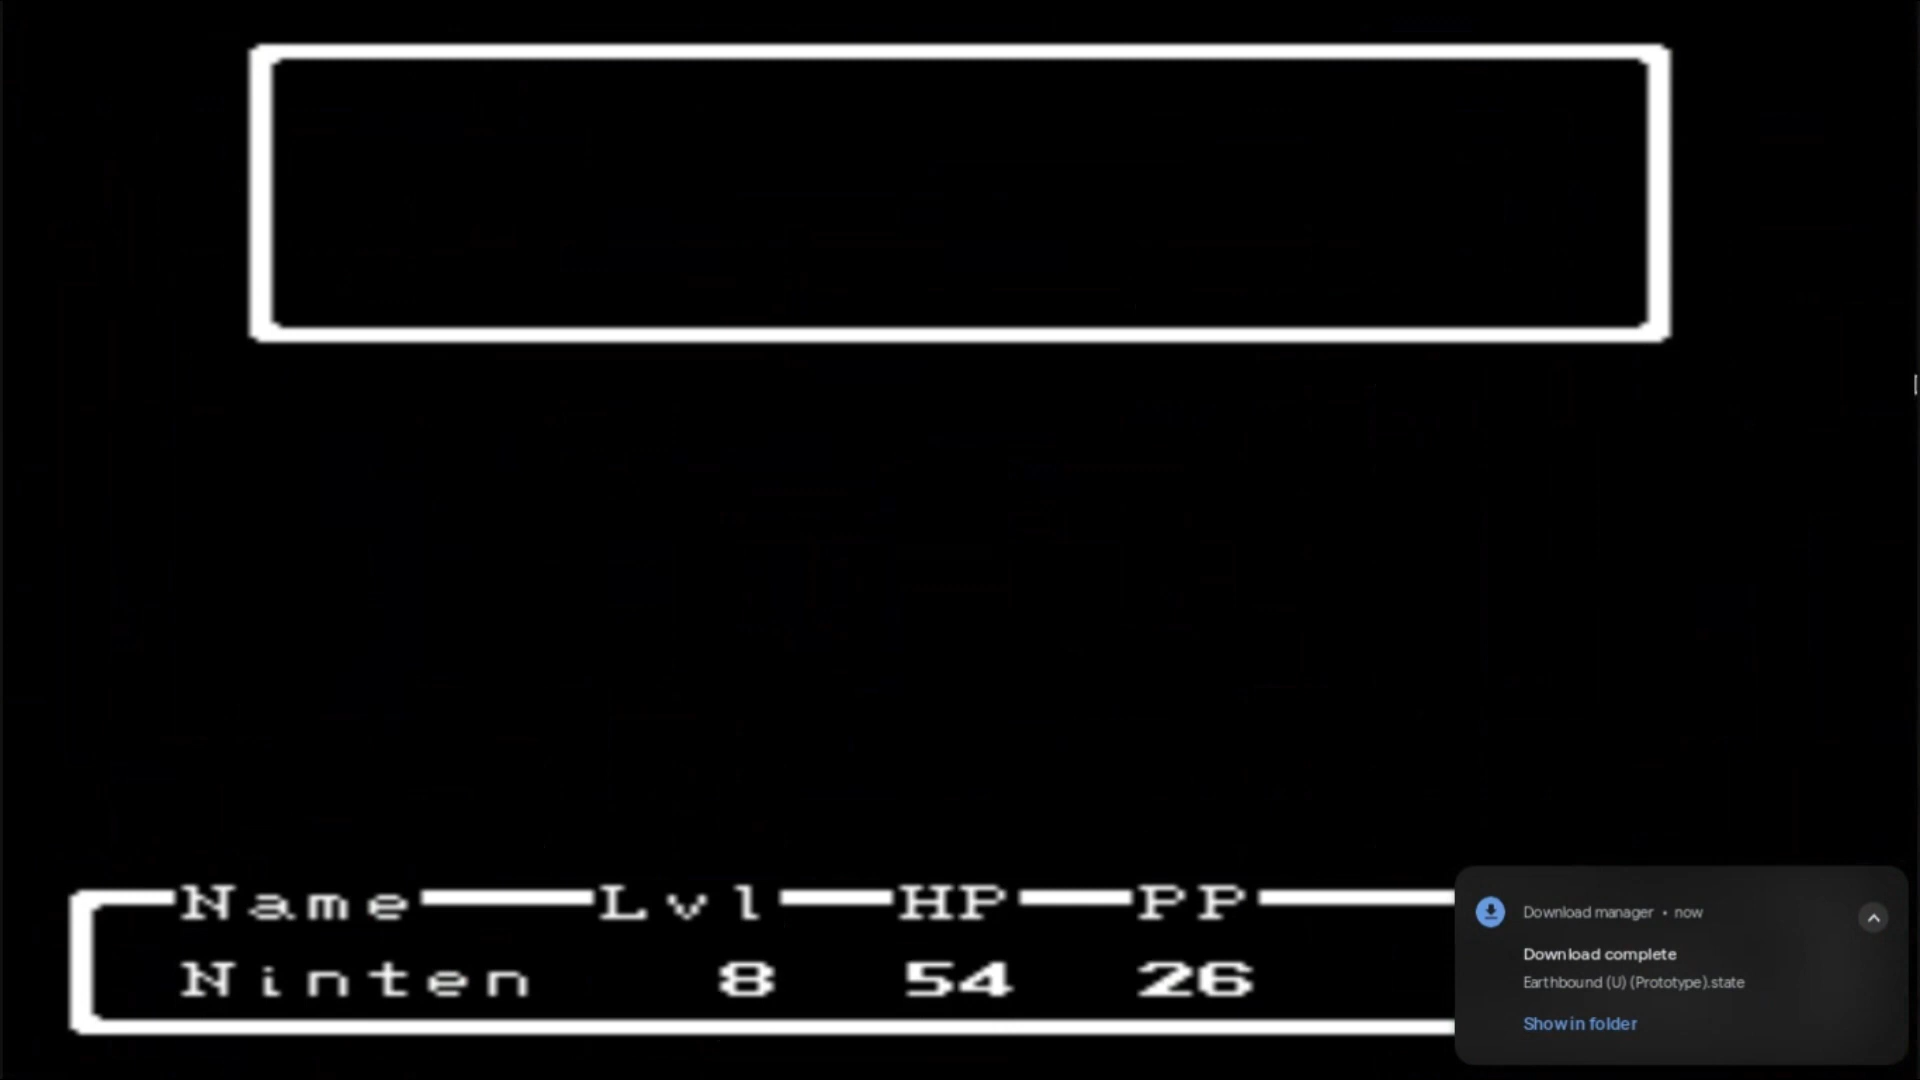 Name Lvl HP PP
Ninten 8 54 26
Download manager • now
Download complete
Earthbound (U) (Prototype).state
Show in folder